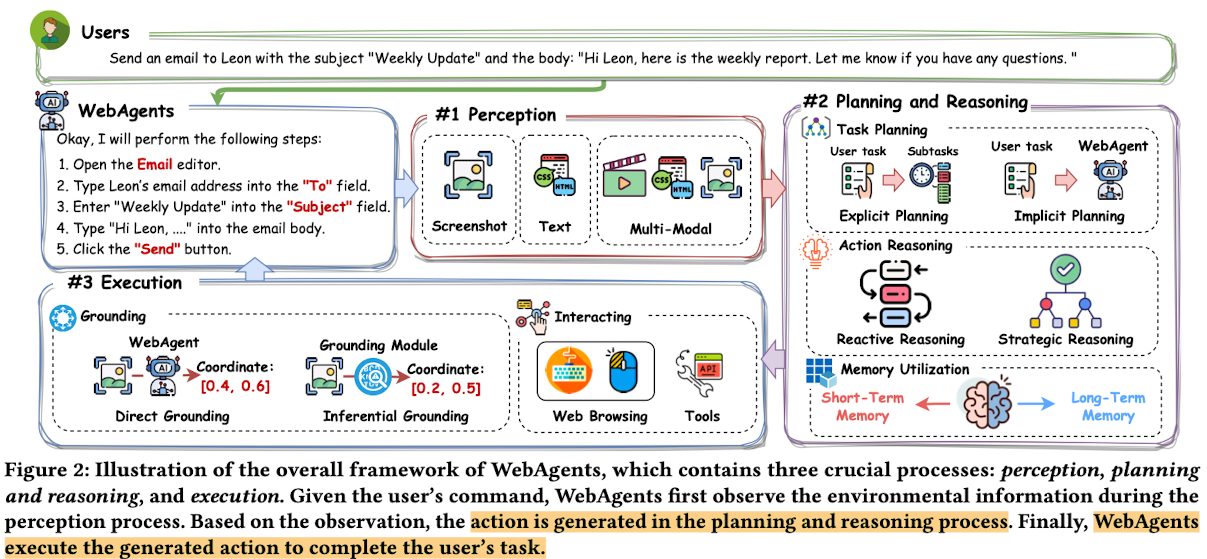 Users
Send an email to Leon with the subject "Weekly Update" and the body: "Hi Leon, here is the weekly report. Let me know if you have any questions. "
AI
WebAgents
Okay, I will perform the following steps:
1. Open the Email editor.
2. Type Leon's email address into the "To" field.
3. Enter "Weekly Update" into the "Subject" field.
4. Type "Hi Leon, ...." into the email body.
5. Click the "Send" button.
#1 Perception
Screenshot
CSS
HTML
Text
CSS
HTML
Multi-Modal
#2 Planning and Reasoning
Task Planning
User task
Subtasks
Explicit Planning
User task
WebAgent
AI
Implicit Planning
Action Reasoning
Reactive Reasoning
Strategic Reasoning
Memory Utilization
Short-Term
Memory
Long-Term
Memory
#3 Execution
Grounding
WebAgent
AI
Coordinate:
[0.4, 0.6]
Direct Grounding
Grounding Module
Coordinate:
[0.2, 0.5]
Inferential Grounding
Interacting
Web Browsing
API
Tools
Figure 2: Illustration of the overall framework of WebAgents, which contains three crucial processes: perception, planning
and reasoning, and execution. Given the user's command, WebAgents first observe the environmental information during the
perception process. Based on the observation, the action is generated in the planning and reasoning process. Finally, WebAgents
execute the generated action to complete the user's task.